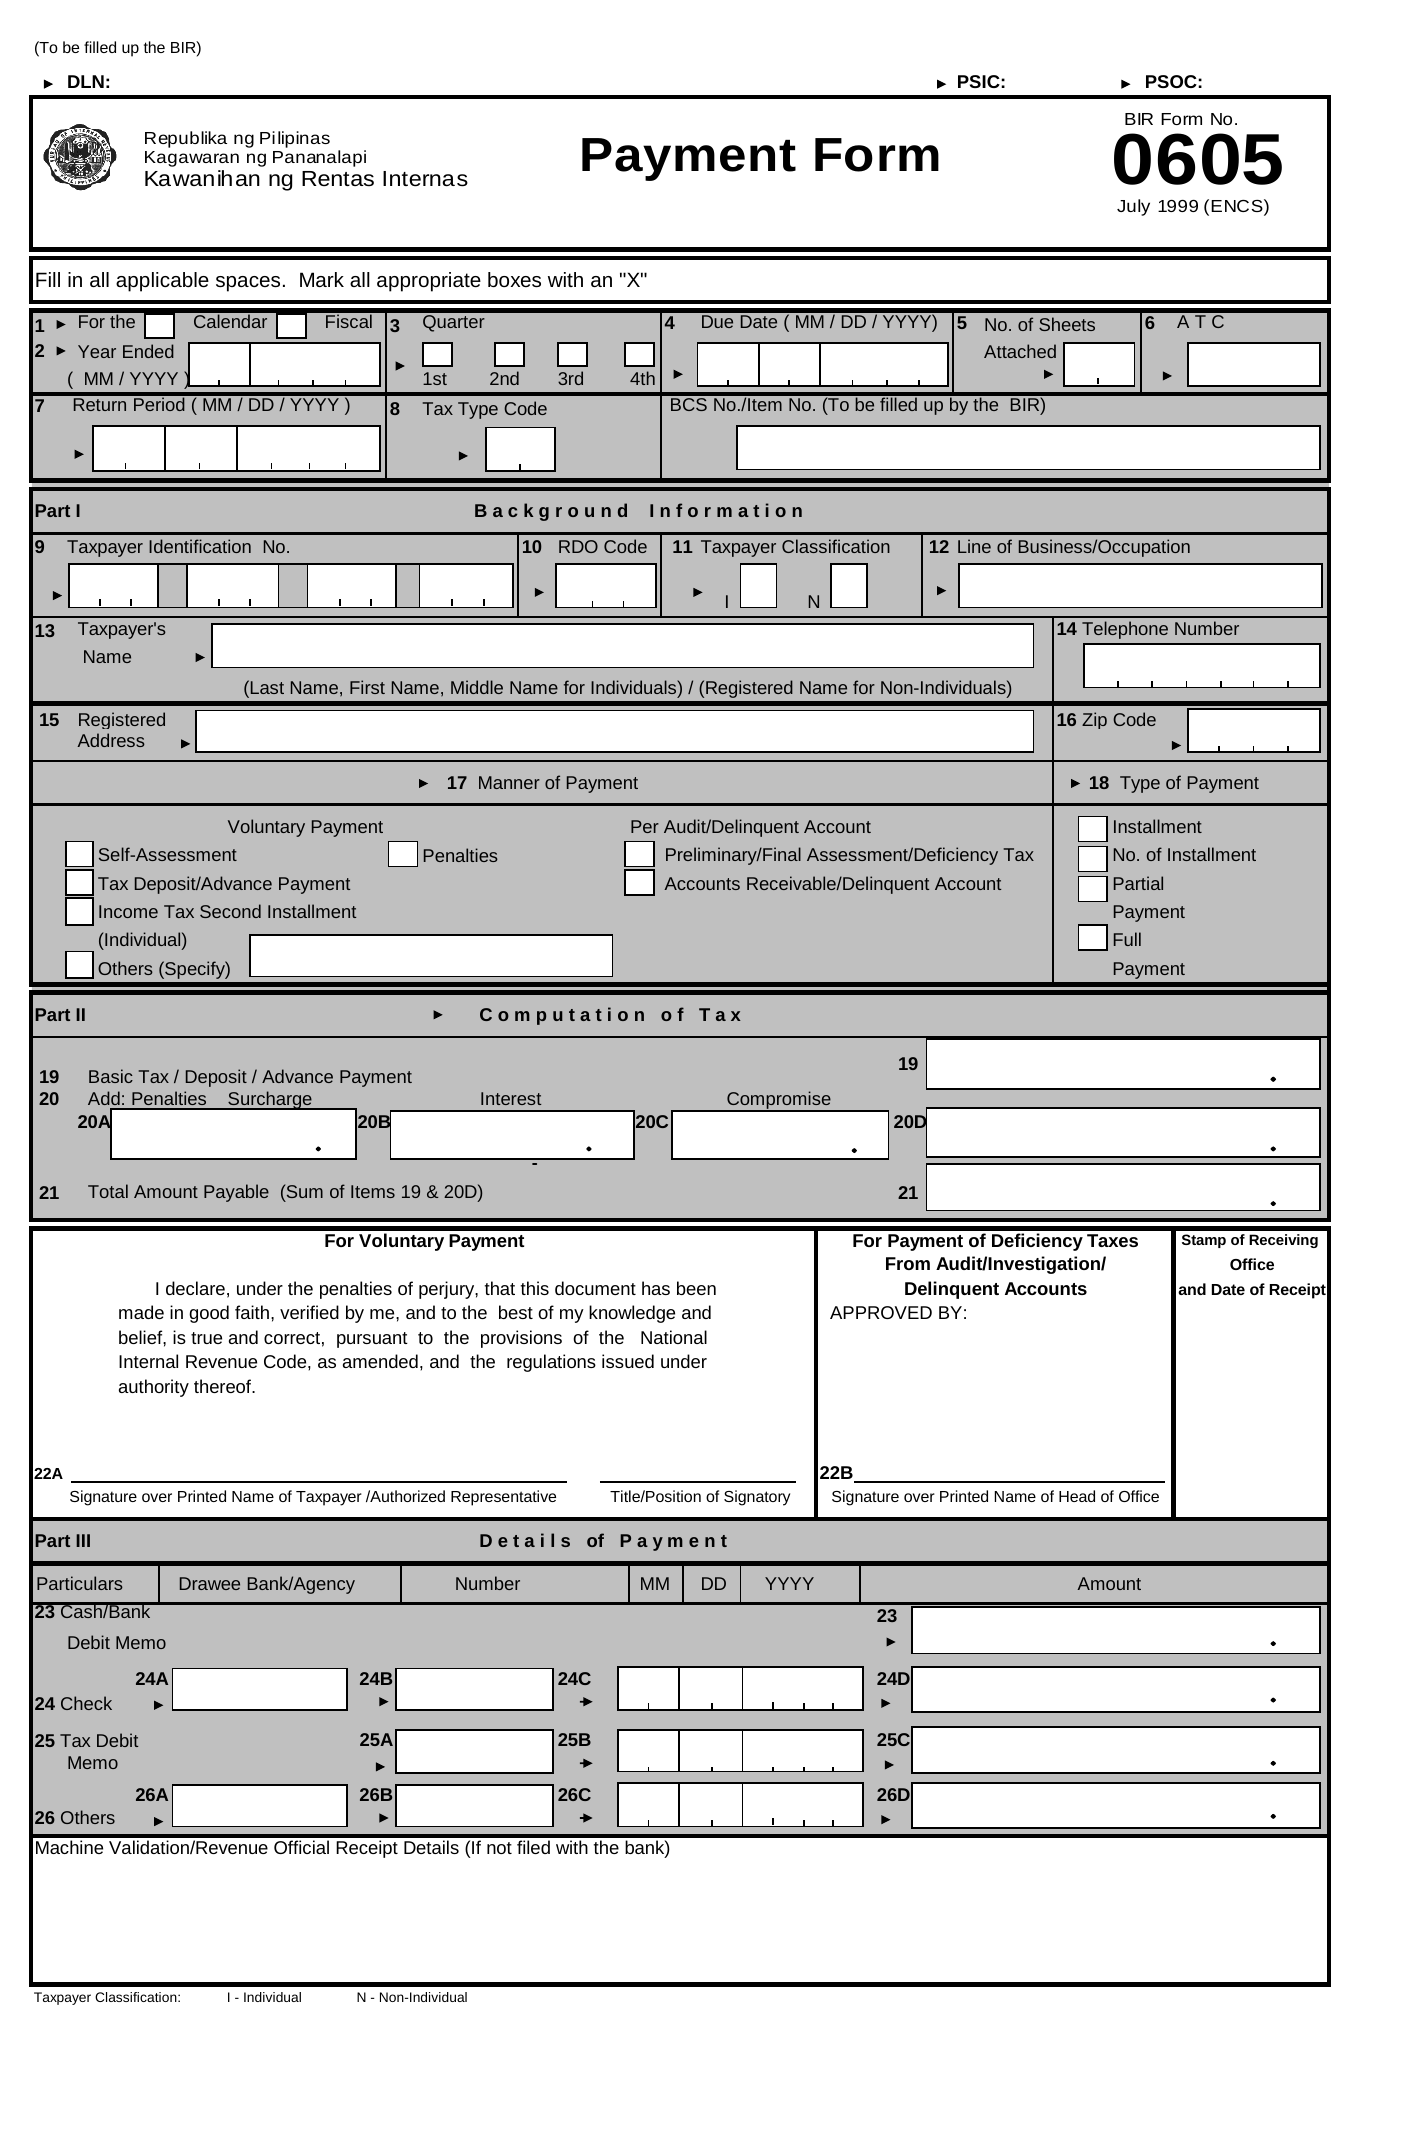 (To be filled up the BIR)
► DLN: ► PSIC: ► PSOC:
Republika ng Pilipinas
Kagawaran ng Pananalapi
Kawanihan ng Rentas Internas
Payment Form
BIR Form No.
0605
July 1999 (ENCS)
Fill in all applicable spaces. Mark all appropriate boxes with an "X"
1 ► For the Calendar Fiscal
2 ► Year Ended
( MM / YYYY )
3 Quarter
►
1st 2nd 3rd 4th
4 Due Date ( MM / DD / YYYY)
►
5 No. of Sheets
Attached
►
6 A T C
►
7 Return Period ( MM / DD / YYYY )
►
8 Tax Type Code
►
BCS No./Item No. (To be filled up by the BIR)
Part I Background Information
9 Taxpayer Identification No.
►
10 RDO Code
►
11 Taxpayer Classification
► I N
12 Line of Business/Occupation
►
13 Taxpayer's
Name ►
(Last Name, First Name, Middle Name for Individuals) / (Registered Name for Non-Individuals)
14 Telephone Number
15 Registered
Address ►
16 Zip Code
►
► 17 Manner of Payment
► 18 Type of Payment
Voluntary Payment
Self-Assessment Penalties
Tax Deposit/Advance Payment
Income Tax Second Installment
(Individual)
Others (Specify)
Per Audit/Delinquent Account
Preliminary/Final Assessment/Deficiency Tax
Accounts Receivable/Delinquent Account
Installment
No. of Installment
Partial
Payment
Full
Payment
Part II ► Computation of Tax
19 Basic Tax / Deposit / Advance Payment 19 .
20 Add: Penalties Surcharge Interest Compromise
20A . 20B . 20C . 20D .
-
21 Total Amount Payable (Sum of Items 19 & 20D) 21 .
For Voluntary Payment
I declare, under the penalties of perjury, that this document has been
made in good faith, verified by me, and to the best of my knowledge and
belief, is true and correct, pursuant to the provisions of the National
Internal Revenue Code, as amended, and the regulations issued under
authority thereof.
22A
Signature over Printed Name of Taxpayer /Authorized Representative Title/Position of Signatory
For Payment of Deficiency Taxes
From Audit/Investigation/
Delinquent Accounts
APPROVED BY:
22B
Signature over Printed Name of Head of Office
Stamp of Receiving
Office
and Date of Receipt
Part III Details of Payment
Particulars Drawee Bank/Agency Number MM DD YYYY Amount
23 Cash/Bank 23
Debit Memo ► .
24A 24B 24C 24D
24 Check ► ► ► ► .
25 Tax Debit 25A 25B 25C
Memo ► ► ► .
26A 26B 26C 26D
26 Others ► ► ► ► .
Machine Validation/Revenue Official Receipt Details (If not filed with the bank)
Taxpayer Classification: I - Individual N - Non-Individual